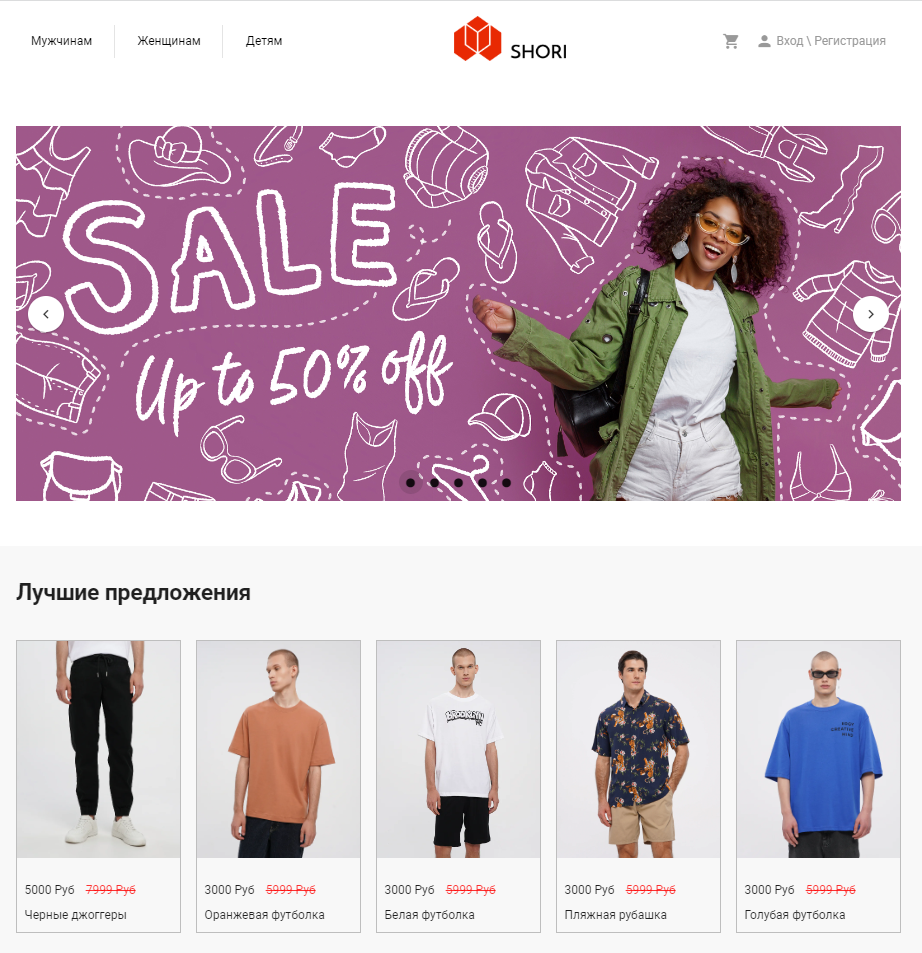 Мужчинам
Женщинам
Детям
SHORI
Вход \ Регистрация
SALE
Up to 50% off
Лучшие предложения
BROOKLYN
NYC
5000 Руб 7999 Руб
Черные джоггеры
3000 Руб 5999 Руб
Оранжевая футболка
3000 Руб 5999 Руб
Белая футболка
3000 Руб 5999 Руб
Пляжная рубашка
3000 Руб 5999 Руб
Голубая футболка